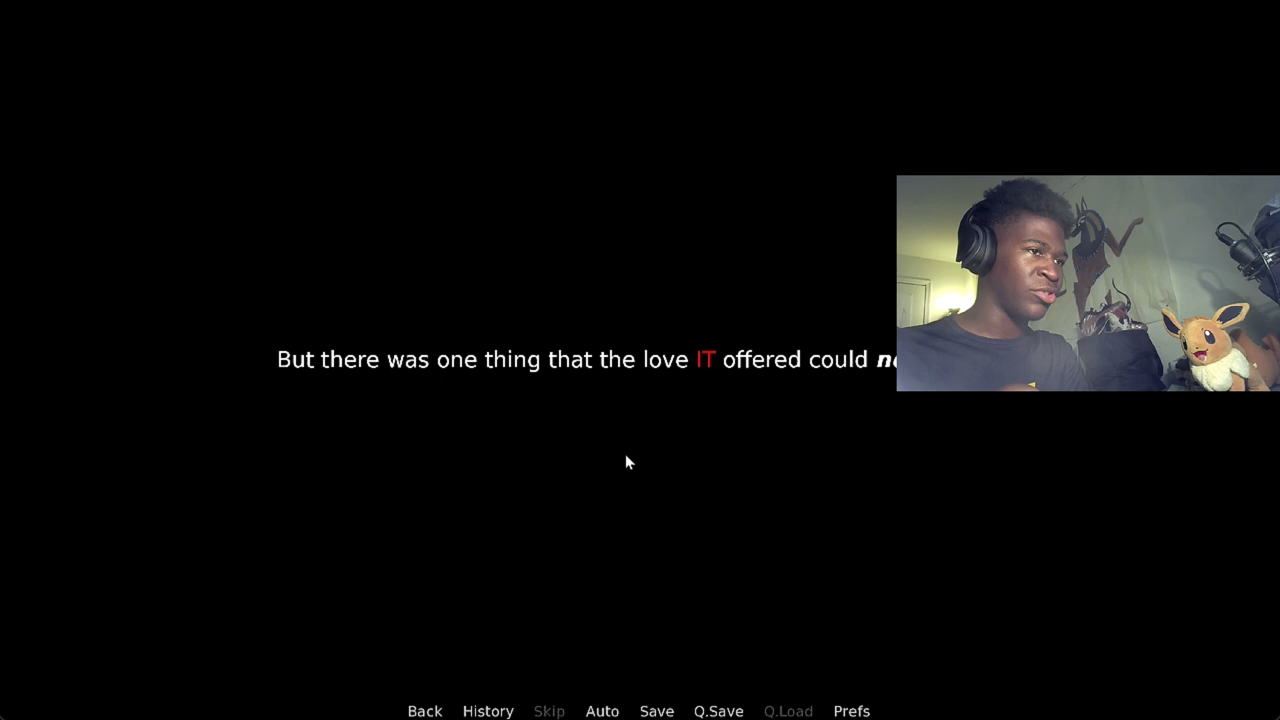 But there was one thing that the love IT offered could
Back History Skip Auto Save Q.Save Q.Load Prefs